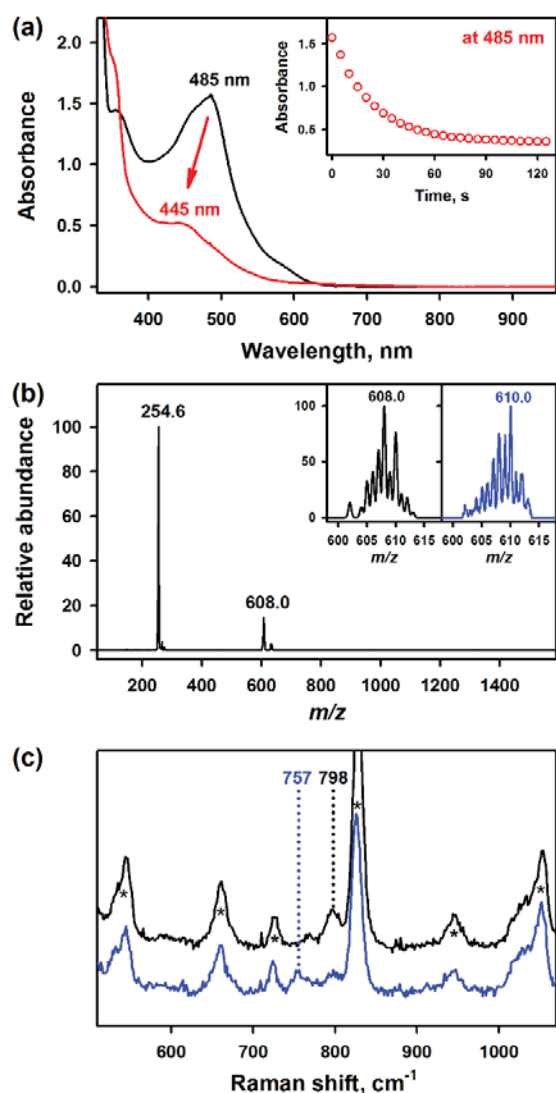 (a)
2.0
1.5
1.0
0.5
0.0
Absorbance
485 nm
445 nm
400 500 600 700 800 900
Wavelength, nm
at 485 nm
1.5
1.0
0.5
Absorbance
0 30 60 90 120
Time, s
(b)
100
80
60
40
20
0
Relative abundance
254.6
608.0
200 400 600 800 1000 1200 1400
m/z
608.0
610.0
100
50
0
600 605 610 615
600 605 610 615
m/z
m/z
(c)
757 798
* * * * * *
600 700 800 900 1000
Raman shift, cm⁻¹